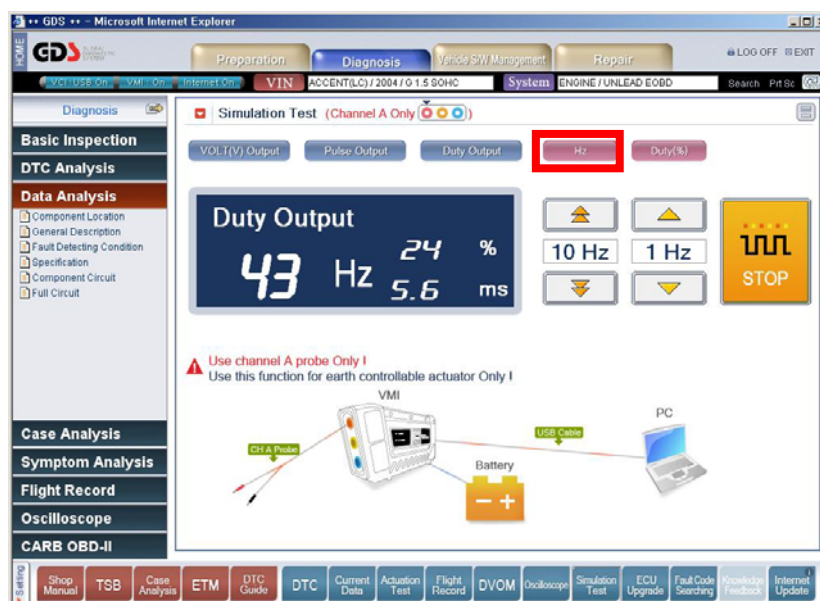 ++ GDS ++ - Microsoft Internet Explorer
HOME
GDS
GLOBAL DIAGNOSTIC SYSTEM
Preparation
Diagnosis
Vehicle S/W Management
Repair
LOG OFF
EXIT
VCI: USB On
VMI : On
Internet On
VIN
ACCENT(LC) / 2004 / G 1.5 SOHC
System
ENGINE / UNLEAD EOBD
Search
Prt Sc
Diagnosis
Basic Inspection
DTC Analysis
Data Analysis
Component Location
General Description
Fault Detecting Condition
Specification
Component Circuit
Full Circuit
Case Analysis
Symptom Analysis
Flight Record
Oscilloscope
CARB OBD-II
Simulation Test (Channel A Only )
VOLT(V) Output
Pulse Output
Duty Output
Hz
Duty(%)
Duty Output
43 Hz
24 %
5.6 ms
10 Hz
1 Hz
STOP
Use channel A probe Only !
Use this function for earth controllable actuator Only !
VMI
CH A Probe
USB Cable
PC
Battery
- +
Setting
Shop Manual
TSB
Case Analysis
ETM
DTC Guide
DTC
Current Data
Actuation Test
Flight Record
DVOM
Oscilloscope
Simulation Test
ECU Upgrade
Fault Code Searching
Knowledge Feedback
Internet Update